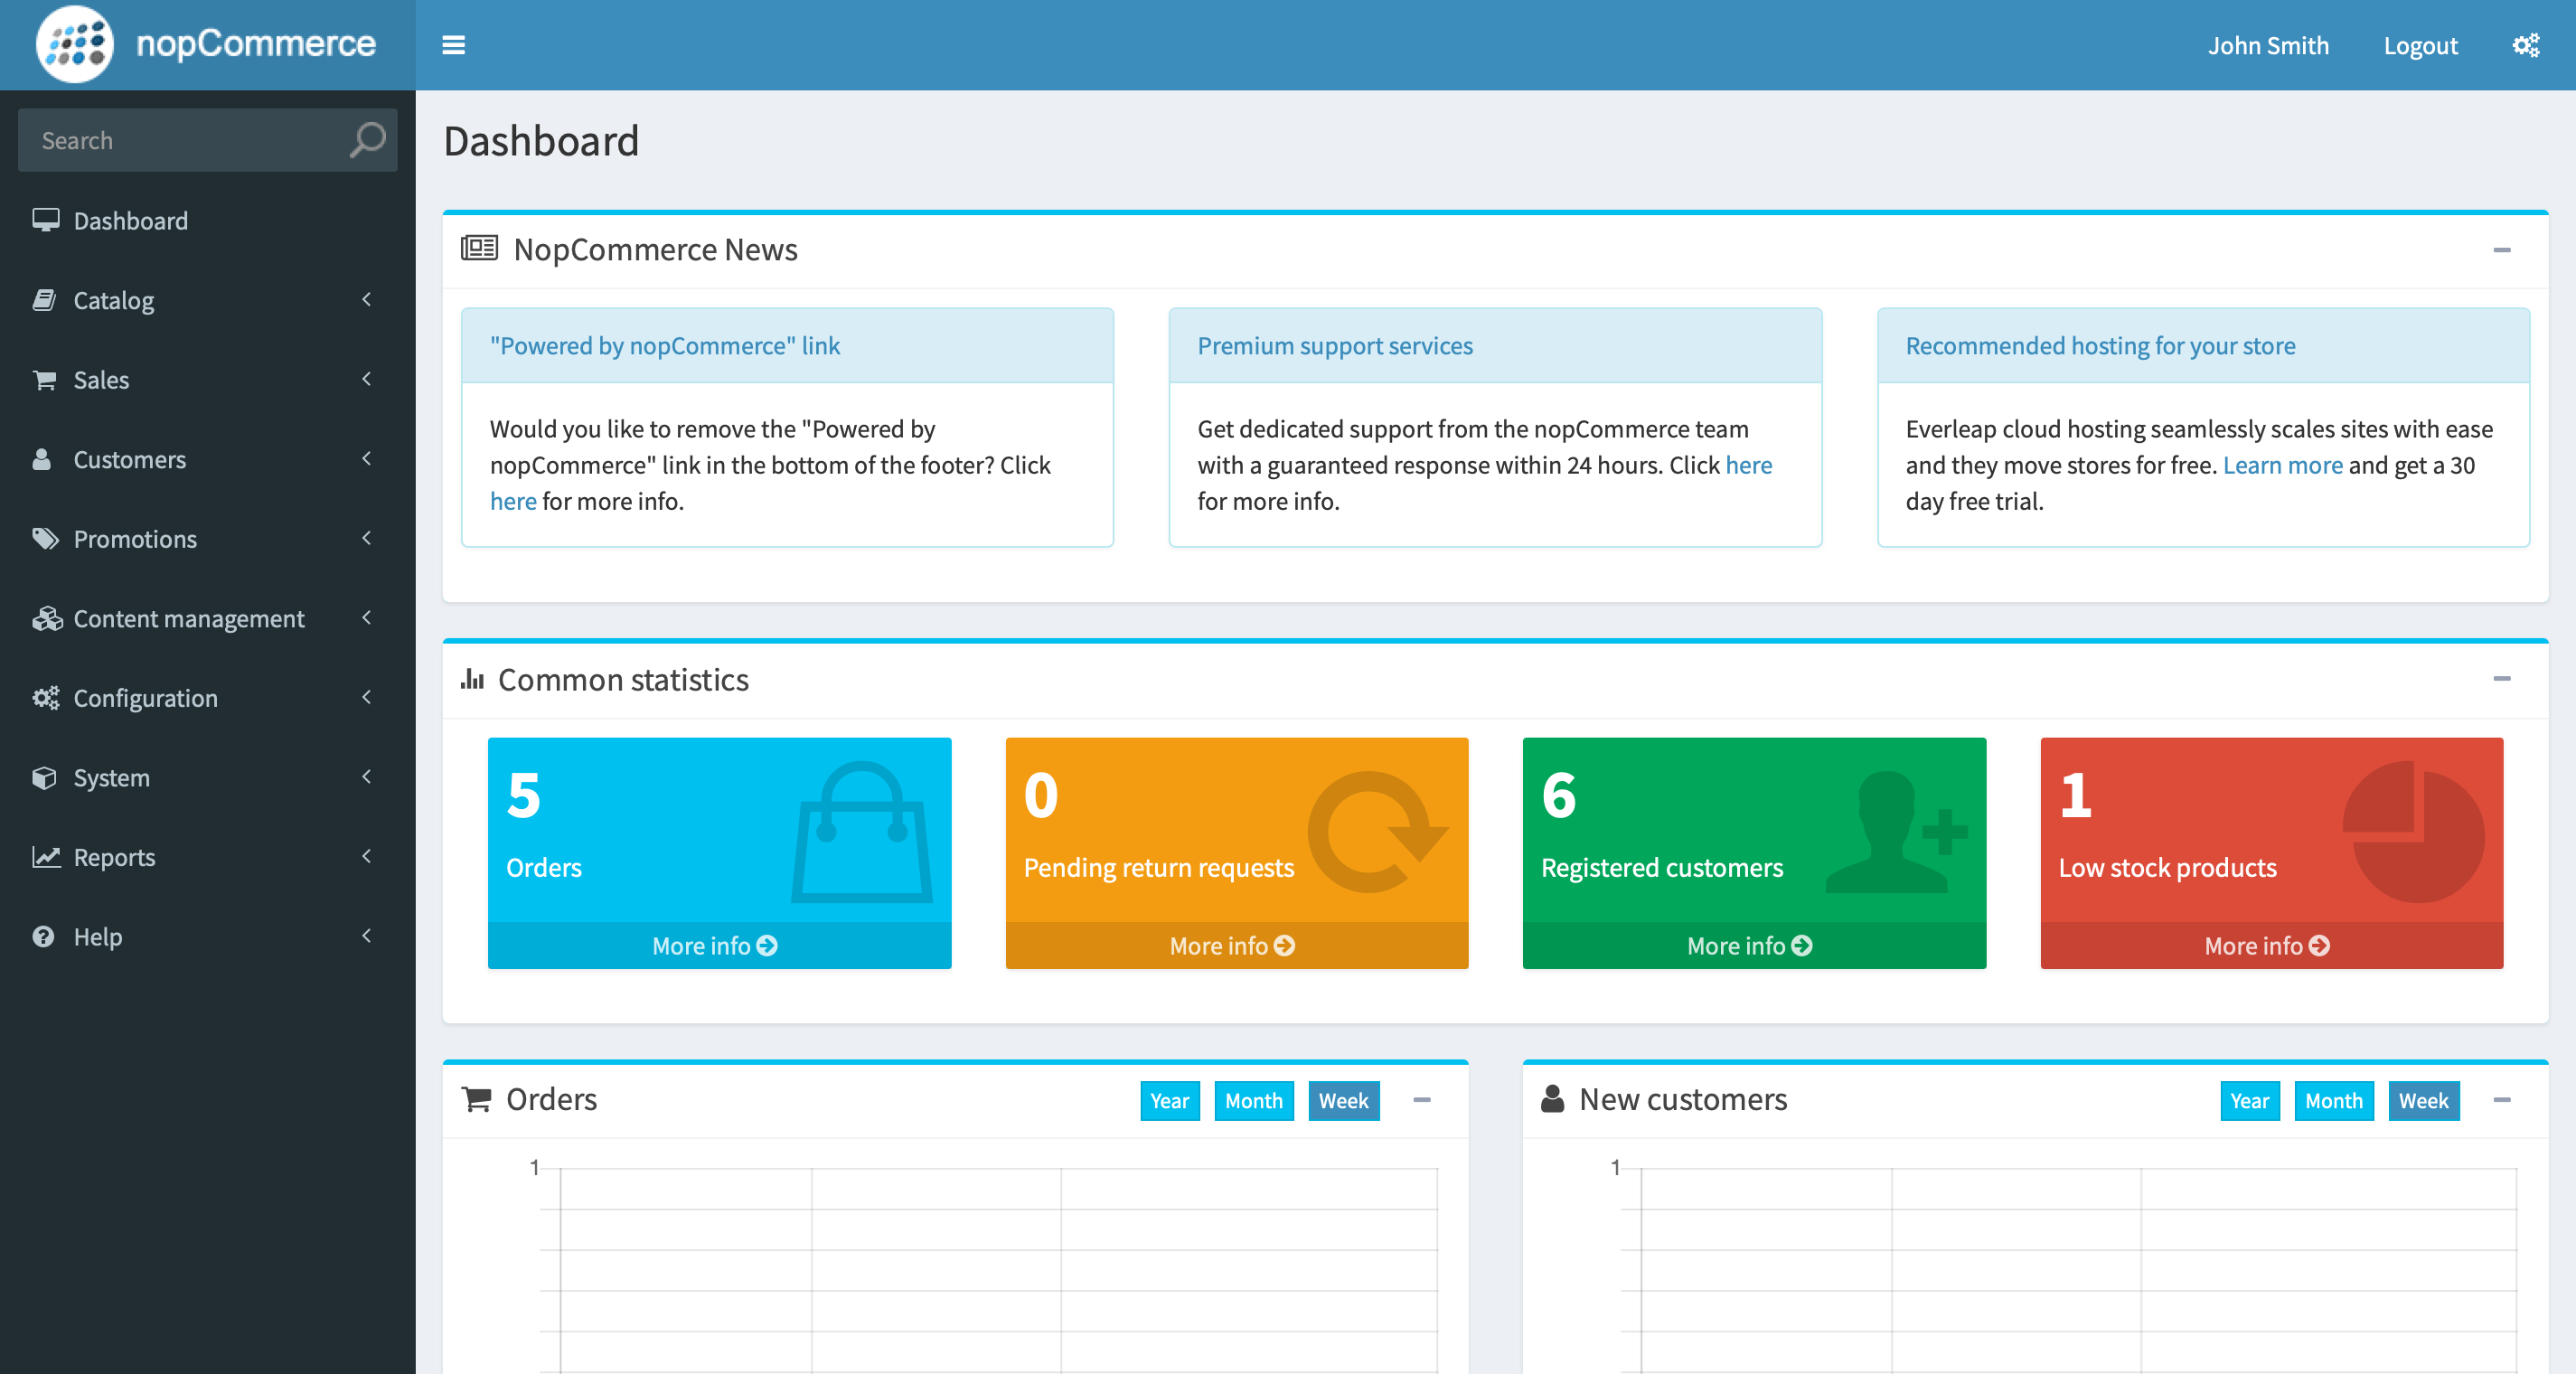 nopCommerce
John Smith
Logout
Search
Dashboard
Catalog
Sales
Customers
Promotions
Content management
Configuration
System
Reports
Help
Dashboard
NopCommerce News
"Powered by nopCommerce" link
Would you like to remove the "Powered by
nopCommerce" link in the bottom of the footer? Click
here for more info.
Premium support services
Get dedicated support from the nopCommerce team
with a guaranteed response within 24 hours. Click here
for more info.
Recommended hosting for your store
Everleap cloud hosting seamlessly scales sites with ease
and they move stores for free. Learn more and get a 30
day free trial.
Common statistics
5
Orders
More info
0
Pending return requests
More info
6
Registered customers
More info
1
Low stock products
More info
Orders
Year
Month
Week
1
New customers
Year
Month
Week
1